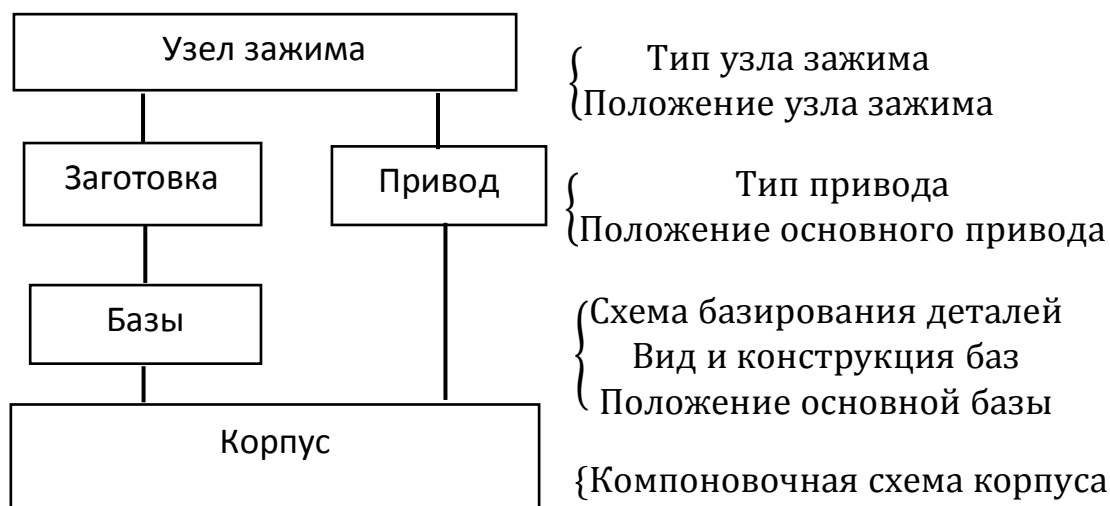 Узел зажима
{Тип узла зажима
Положение узла зажима
Заготовка
Привод
{Тип привода
Положение основного привода
Базы
{Схема базирования деталей
Вид и конструкция баз
Положение основной базы
Корпус
{Компоновочная схема корпуса